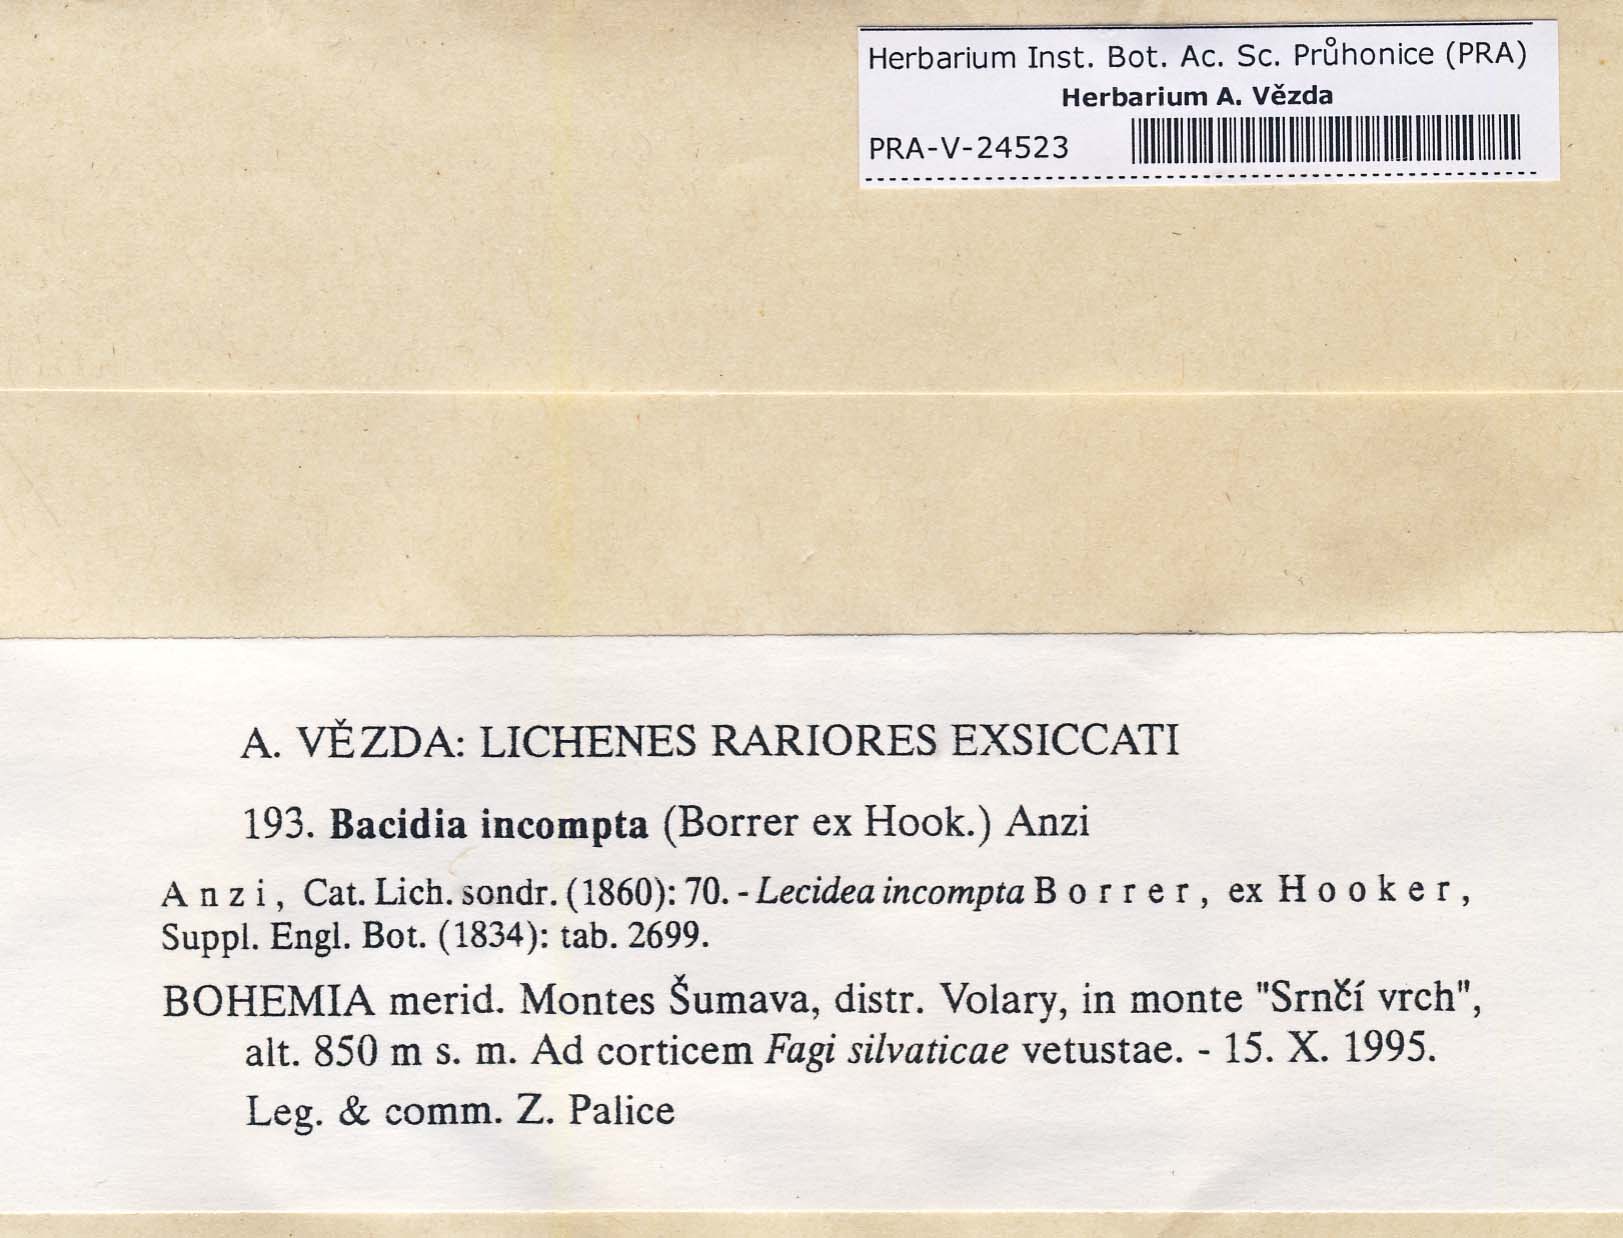 Herbarium Inst. Bot. Ac. Sc. Průhonice (PRA)
Herbarium A. Vězda
PRA-V-24523
A. VĚZDA: LICHENES RARIORES EXSICCATI
193. Bacidia incompta (Borrer ex Hook.) Anzi
Anzi, Cat. Lich. sondr. (1860): 70. - Lecidea incompta Borrer, ex Hooker,
Suppl. Engl. Bot. (1834): tab. 2699.
BOHEMIA merid. Montes Šumava, distr. Volary, in monte "Srnčí vrch",
alt. 850 m s. m. Ad corticem Fagi silvaticae vetustae. - 15. X. 1995.
Leg. & comm. Z. Palice